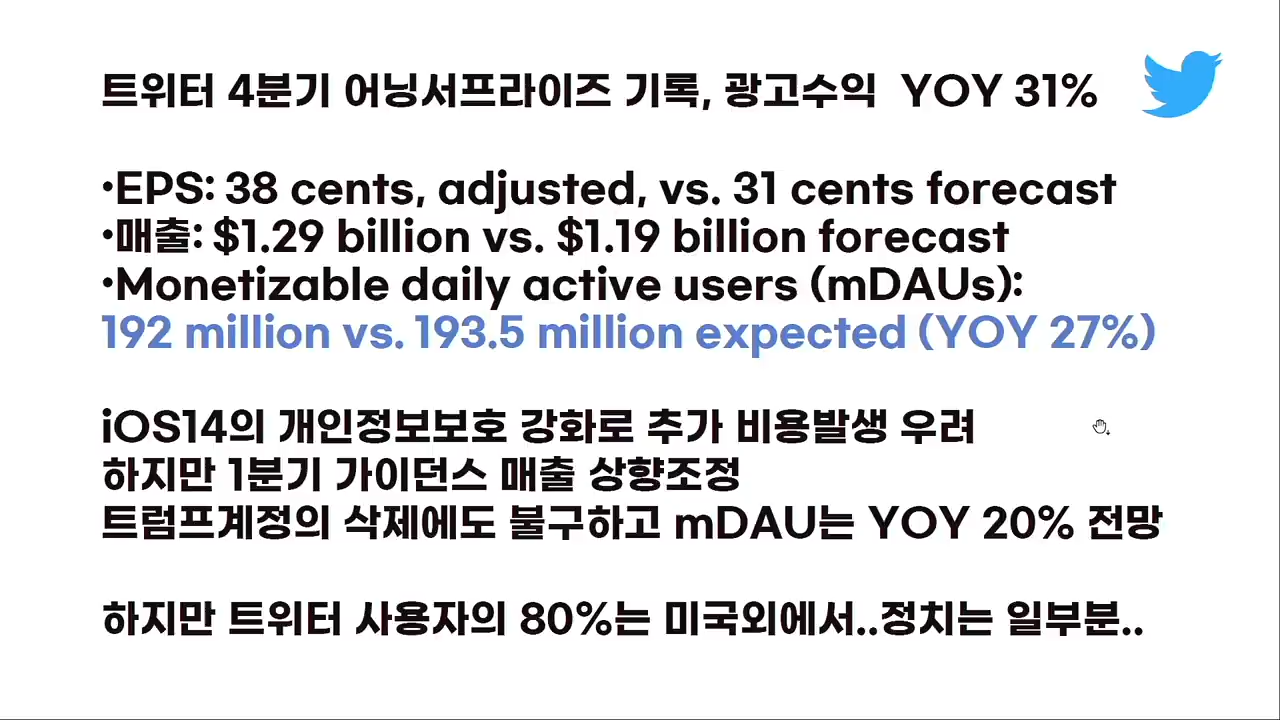 트위터 4분기 어닝서프라이즈 기록, 광고수익 YOY 31%
•EPS: 38 cents, adjusted, vs. 31 cents forecast
•매출: $1.29 billion vs. $1.19 billion forecast
•Monetizable daily active users (mDAUs):
192 million vs. 193.5 million expected (YOY 27%)
iOS14의 개인정보보호 강화로 추가 비용발생 우려
하지만 1분기 가이던스 매출 상향조정
트럼프계정의 삭제에도 불구하고 mDAU는 YOY 20% 전망
하지만 트위터 사용자의 80%는 미국외에서..정치는 일부분..